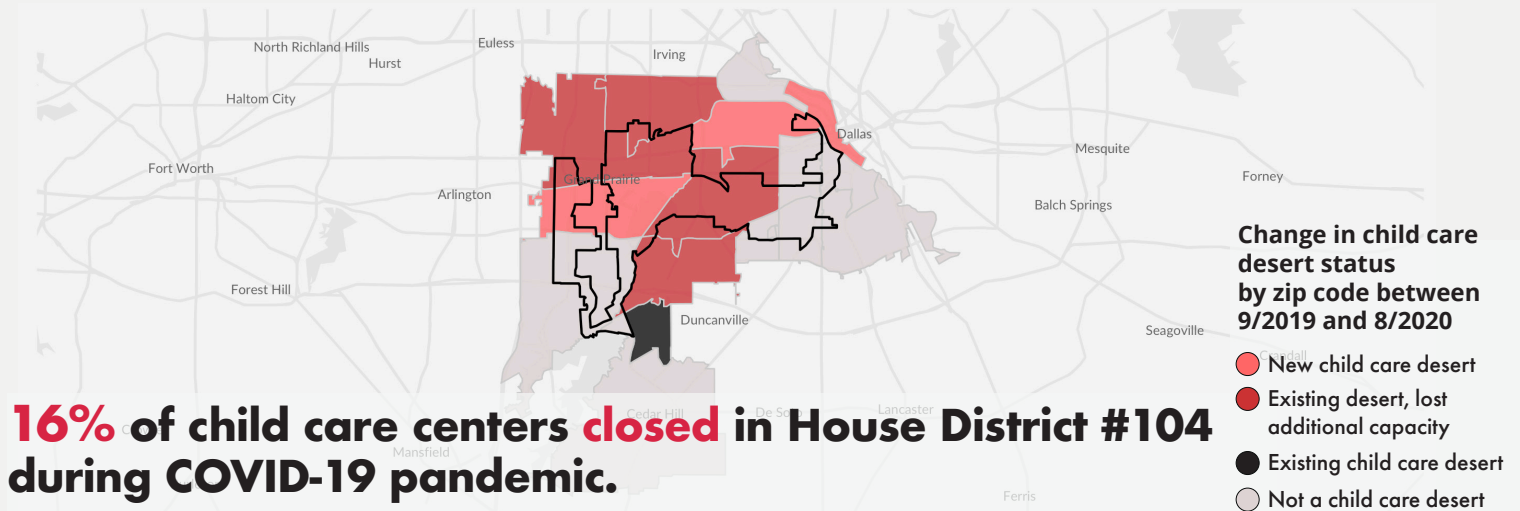 North Richland Hills
Hurst
Euless
Irving
Haltom City
Dallas
Mesquite
Fort Worth
Grand Prairie
Forney
Arlington
Balch Springs
Forest Hill
Duncanville
Seagoville
Crandall
Cedar Hill
De Soto
Lancaster
Mansfield
Ferris
Change in child care
desert status
by zip code between
9/2019 and 8/2020
New child care desert
Existing desert, lost
additional capacity
Existing child care desert
Not a child care desert
16% of child care centers closed in House District #104
during COVID-19 pandemic.